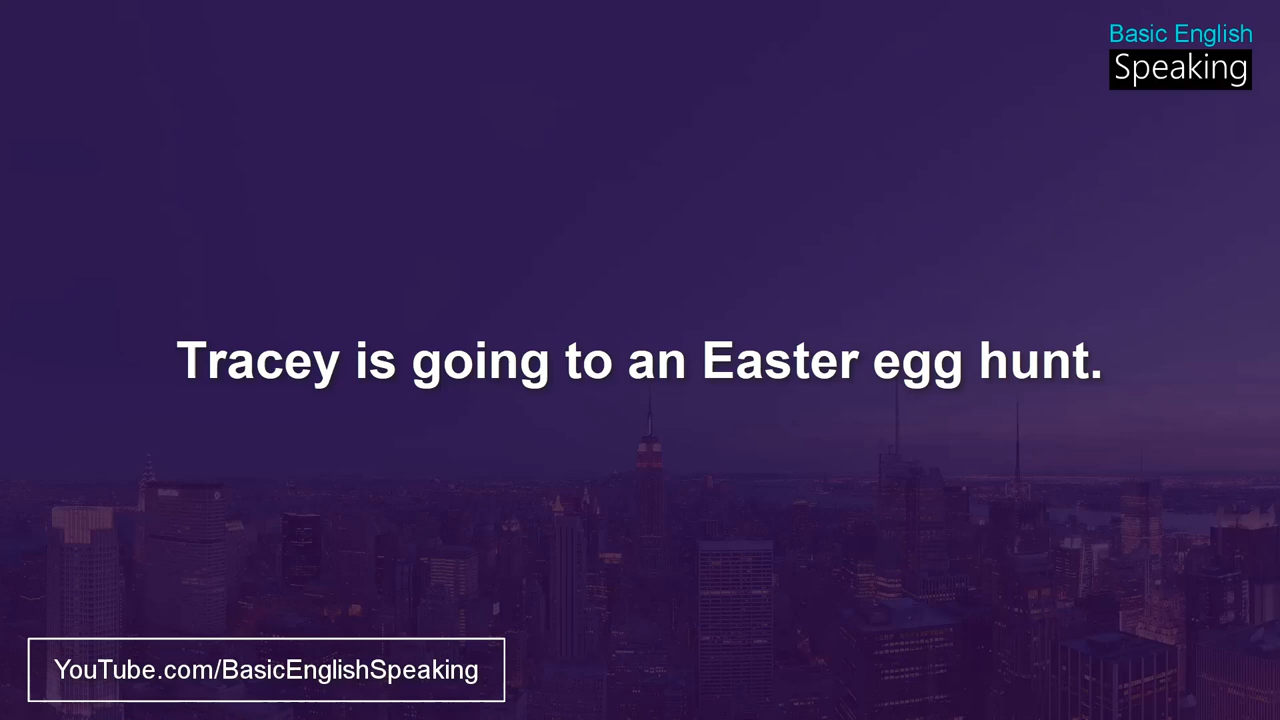 Basic English
Speaking
Tracey is going to an Easter egg hunt.
YouTube.com/BasicEnglishSpeaking